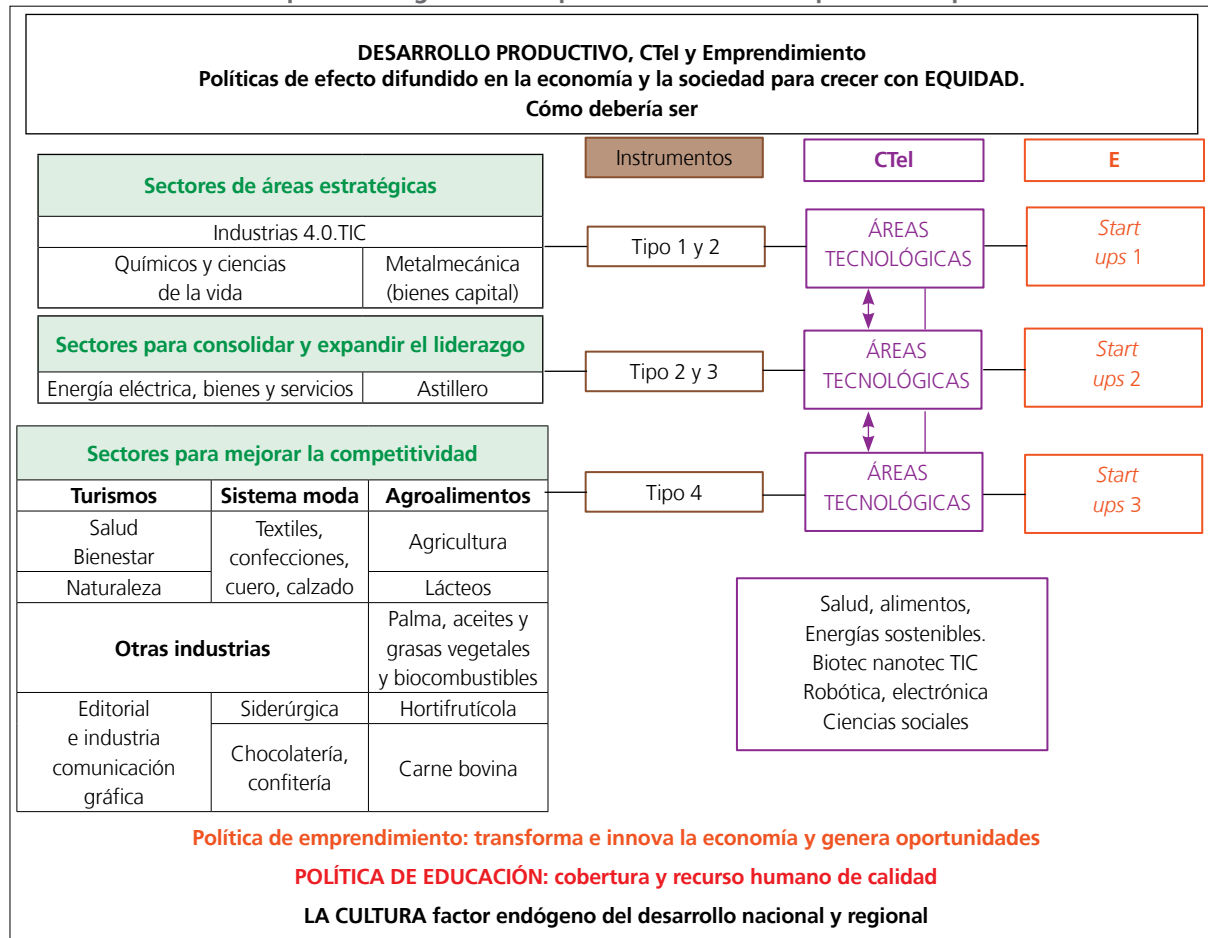 DESARROLLO PRODUCTIVO, CTeI y Emprendimiento
Políticas de efecto difundido en la economía y la sociedad para crecer con EQUIDAD.
Cómo debería ser
Instrumentos
CTeI
E
Sectores de áreas estratégicas
Industrias 4.0.TIC
Químicos y ciencias
de la vida
Metalmecánica
(bienes capital)
Tipo 1 y 2
ÁREAS
TECNOLÓGICAS
Start
ups 1
Sectores para consolidar y expandir el liderazgo
Energía eléctrica, bienes y servicios
Astillero
Tipo 2 y 3
ÁREAS
TECNOLÓGICAS
Start
ups 2
Sectores para mejorar la competitividad
Turismos
Sistema moda
Agroalimentos
Salud
Bienestar
Textiles,
confecciones,
cuero, calzado
Agricultura
Naturaleza
Lácteos
Otras industrias
Palma, aceites y
grasas vegetales
y biocombustibles
Editorial
e industria
comunicación
gráfica
Siderúrgica
Hortifrutícola
Chocolatería,
confitería
Carne bovina
Tipo 4
ÁREAS
TECNOLÓGICAS
Start
ups 3
Salud, alimentos,
Energías sostenibles.
Biotec nanotec TIC
Robótica, electrónica
Ciencias sociales
Política de emprendimiento: transforma e innova la economía y genera oportunidades
POLÍTICA DE EDUCACIÓN: cobertura y recurso humano de calidad
LA CULTURA factor endógeno del desarrollo nacional y regional